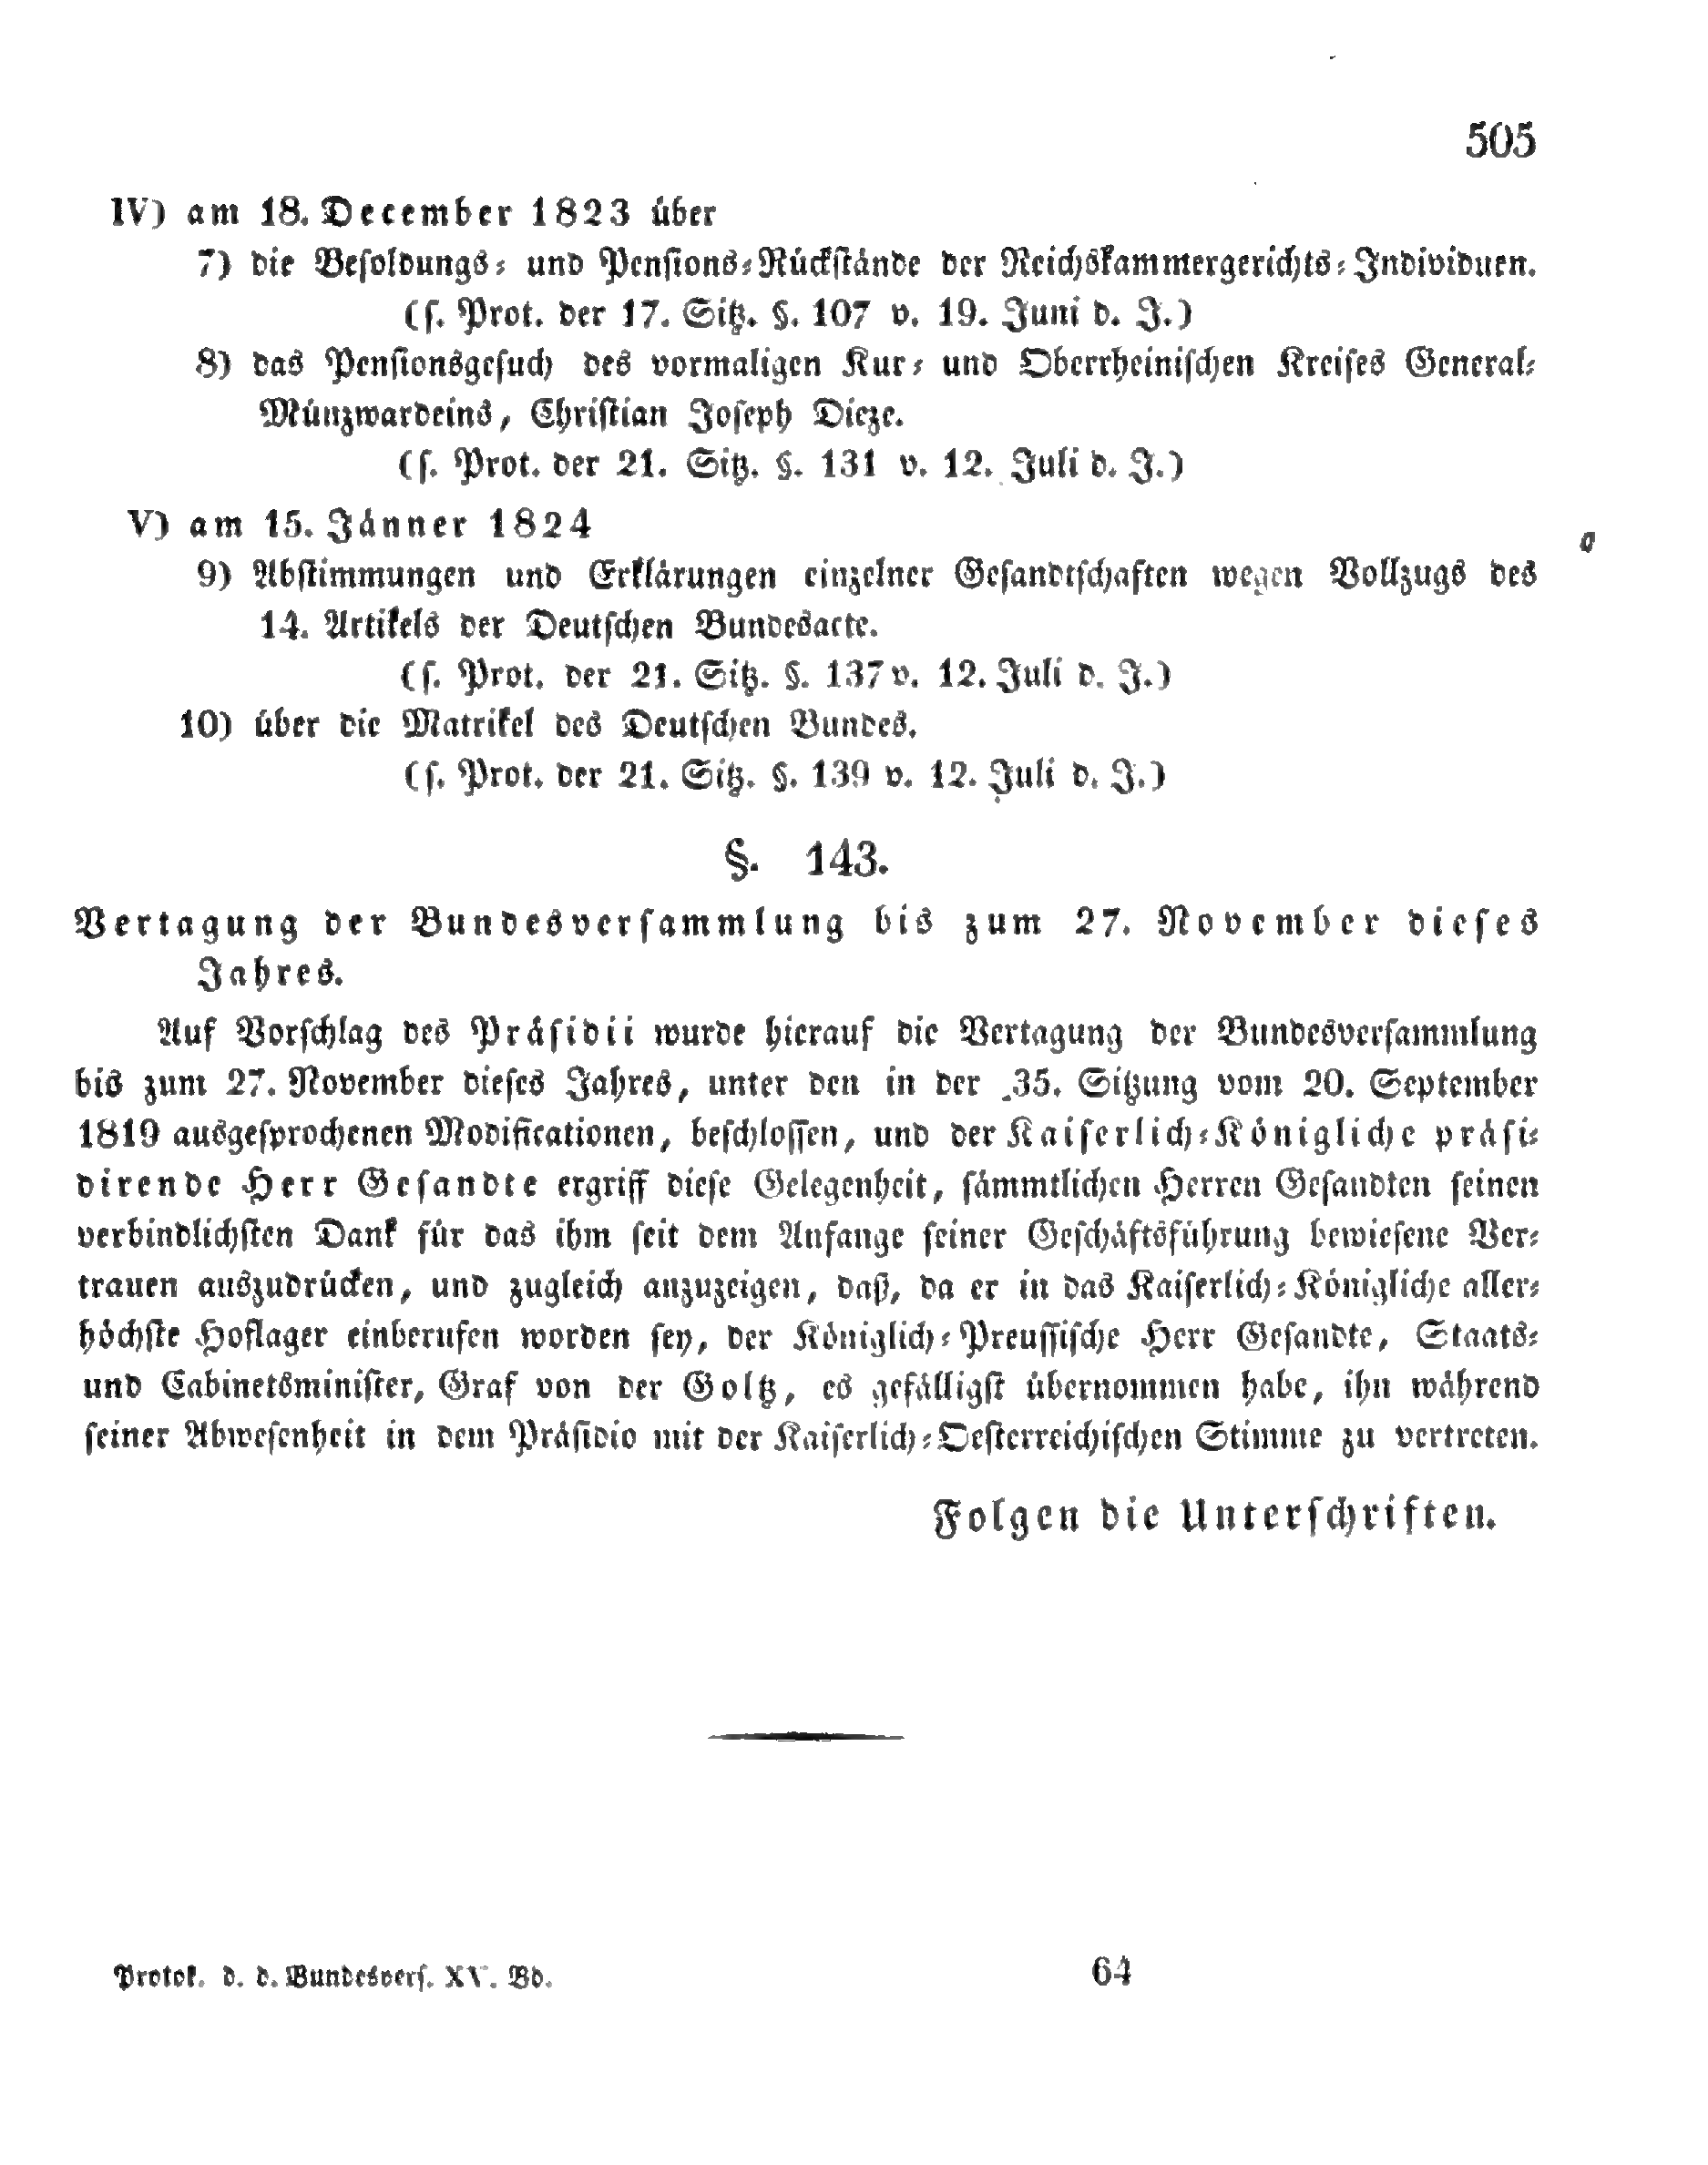 505
IV) am 18. December 1823 über
7) die Beſoldungs- und Penſions-Rückſtände der Reichskammergerichts-Individuen.
(ſ. Prot. der 17. Sitz. §. 107 v. 19. Juni d. J.)
8) das Penſionsgeſuch des vormaligen Kur- und Oberrheiniſchen Kreiſes General-
Münzwardeins, Chriſtian Joſeph Dieze.
(ſ. Prot. der 21. Sitz. §. 131 v. 12. Juli d. J.)
V) am 15. Jänner 1824
9) Abſtimmungen und Erklärungen einzelner Geſandtſchaften wegen Vollzugs des
14. Artikels der Deutſchen Bundesacte.
(ſ. Prot. der 21. Sitz. §. 137 v. 12. Juli d. J.)
10) über die Matrikel des Deutſchen Bundes.
(ſ. Prot. der 21. Sitz. §. 139 v. 12. Juli d. J.)
§. 143.
Vertagung der Bundesverſammlung bis zum 27. November dieſes
Jahres.
Auf Vorſchlag des Präſidii wurde hierauf die Vertagung der Bundesverſammlung
bis zum 27. November dieſes Jahres, unter den in der 35. Sitzung vom 20. September
1819 ausgeſprochenen Modificationen, beſchloſſen, und der Kaiſerlich-Königliche präſi-
dirende Herr Geſandte ergriff dieſe Gelegenheit, ſämmtlichen Herren Geſandten ſeinen
verbindlichſten Dank für das ihm ſeit dem Anfange ſeiner Geſchäftsführung bewieſene Ver-
trauen auszudrücken, und zugleich anzuzeigen, daß, da er in das Kaiſerlich-Königliche aller-
höchſte Hoflager einberufen worden ſey, der Königlich-Preuſſiſche Herr Geſandte, Staats-
und Cabinetsminiſter, Graf von der Goltz, es gefälligſt übernommen habe, ihn während
ſeiner Abweſenheit in dem Präſidio mit der Kaiſerlich-Oeſterreichiſchen Stimme zu vertreten.
Folgen die Unterſchriften.
Protok. d. d. Bundesverſ. XV. Bd. 64